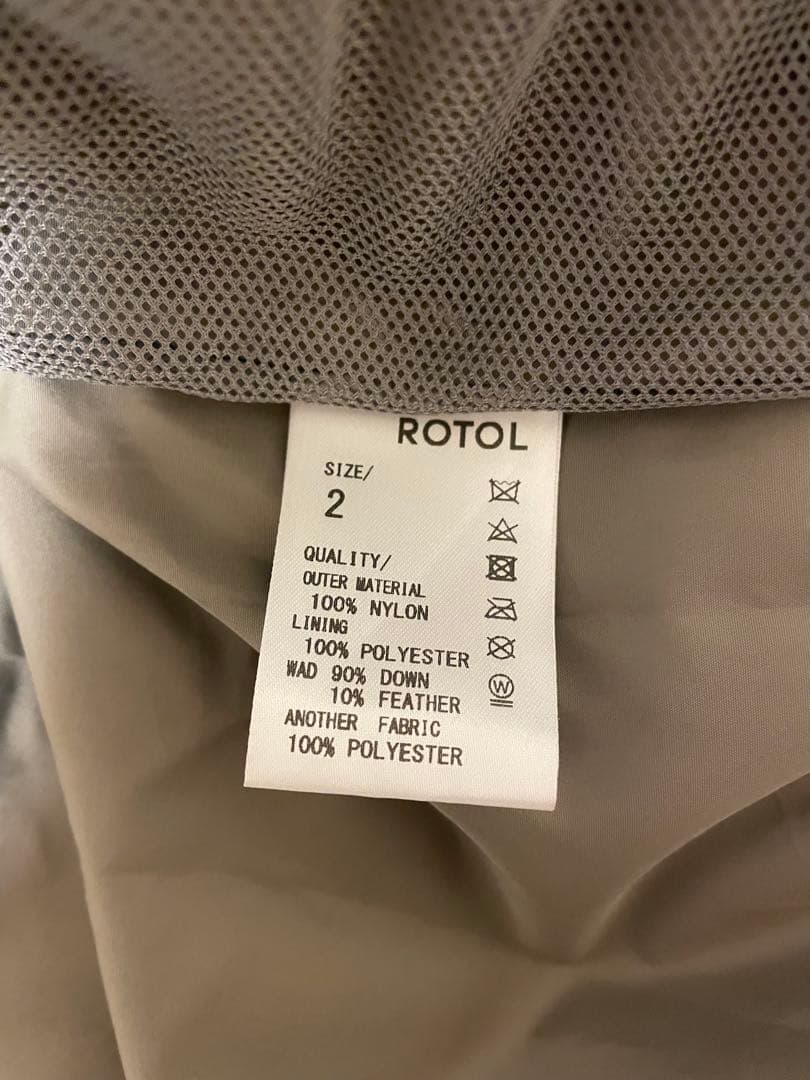 ROTOL
SIZE/
2
QUALITY/
OUTER MATERIAL
100% NYLON
LINING
100% POLYESTER
WAD 90% DOWN
10% FEATHER
ANOTHER FABRIC
100% POLYESTER
W